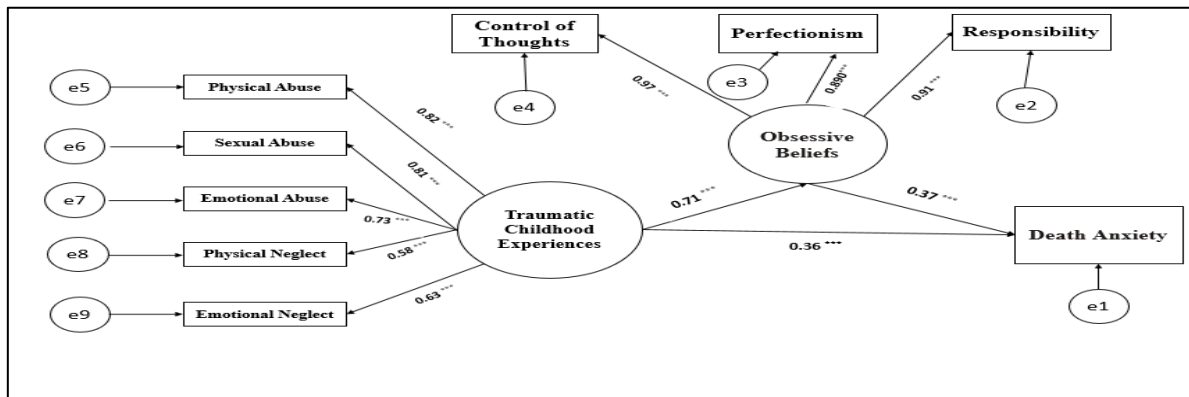 Control of
Thoughts
Perfectionism
Responsibility
e3
e2
e4
0.97 ***
0.890***
0.91 ***
e5
Physical Abuse
e6
Sexual Abuse
e7
Emotional Abuse
e8
Physical Neglect
e9
Emotional Neglect
0.82 ***
0.81 ***
0.73 ***
0.58 ***
0.63 ***
Traumatic
Childhood
Experiences
Obsessive
Beliefs
0.71 ***
0.37 ***
0.36 ***
Death Anxiety
e1